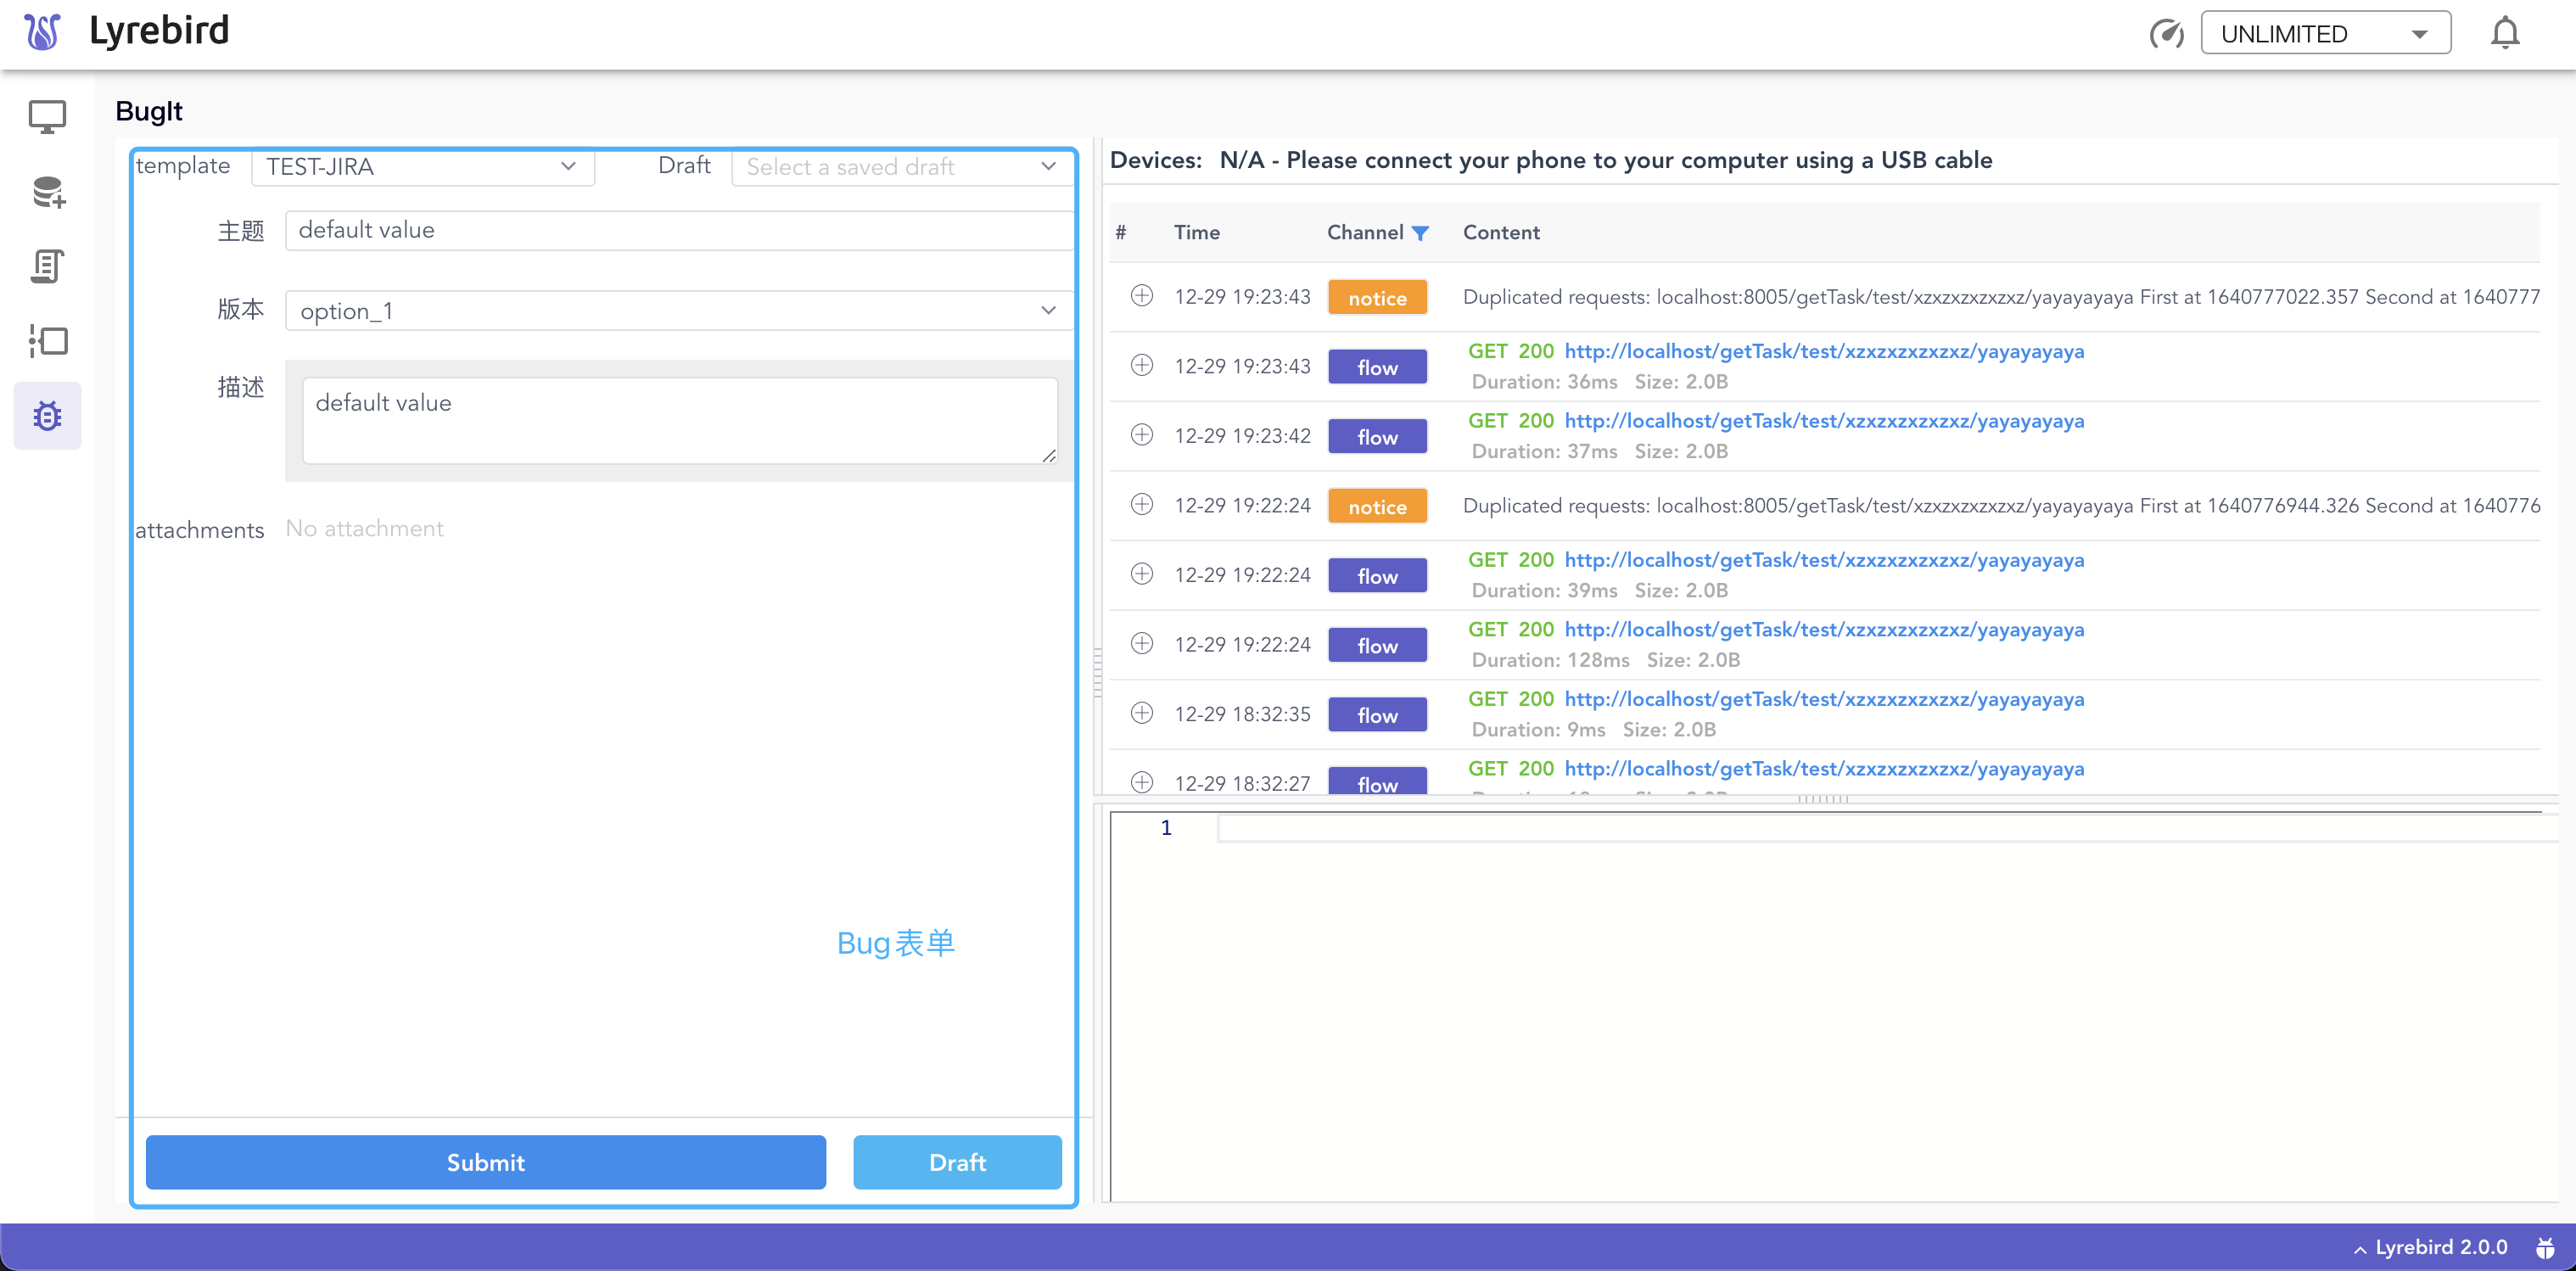 Lyrebird
UNLIMITED
BugIt
template TEST-JIRA Draft Select a saved draft
主题 default value
版本 option_1
描述 default value
attachments No attachment
Bug表单
Submit Draft
Devices: N/A - Please connect your phone to your computer using a USB cable
# Time Channel Content
12-29 19:23:43 notice Duplicated requests: localhost:8005/getTask/test/xzxzxzxzxzxz/yayayayaya First at 1640777022.357 Second at 1640777
12-29 19:23:43 flow GET 200 http://localhost/getTask/test/xzxzxzxzxzxz/yayayayaya
Duration: 36ms Size: 2.0B
12-29 19:23:42 flow GET 200 http://localhost/getTask/test/xzxzxzxzxzxz/yayayayaya
Duration: 37ms Size: 2.0B
12-29 19:22:24 notice Duplicated requests: localhost:8005/getTask/test/xzxzxzxzxzxz/yayayayaya First at 1640776944.326 Second at 1640776
12-29 19:22:24 flow GET 200 http://localhost/getTask/test/xzxzxzxzxzxz/yayayayaya
Duration: 39ms Size: 2.0B
12-29 19:22:24 flow GET 200 http://localhost/getTask/test/xzxzxzxzxzxz/yayayayaya
Duration: 128ms Size: 2.0B
12-29 18:32:35 flow GET 200 http://localhost/getTask/test/xzxzxzxzxzxz/yayayayaya
Duration: 9ms Size: 2.0B
12-29 18:32:27 flow GET 200 http://localhost/getTask/test/xzxzxzxzxzxz/yayayayaya
1
Lyrebird 2.0.0